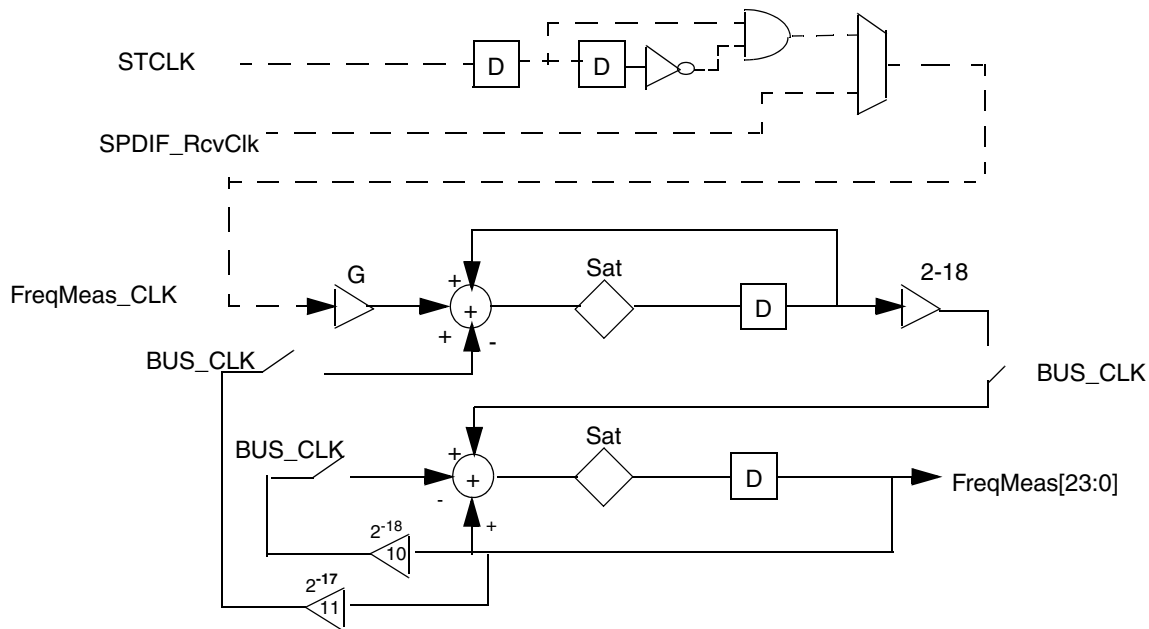 STCLK
D
D
SPDIF_RcvClk
G
Sat
2-18
FreqMeas_CLK
+
+
+
-
D
BUS_CLK
BUS_CLK
Sat
BUS_CLK
+
+
-
+
D
FreqMeas[23:0]
2-18
10
2-17
11